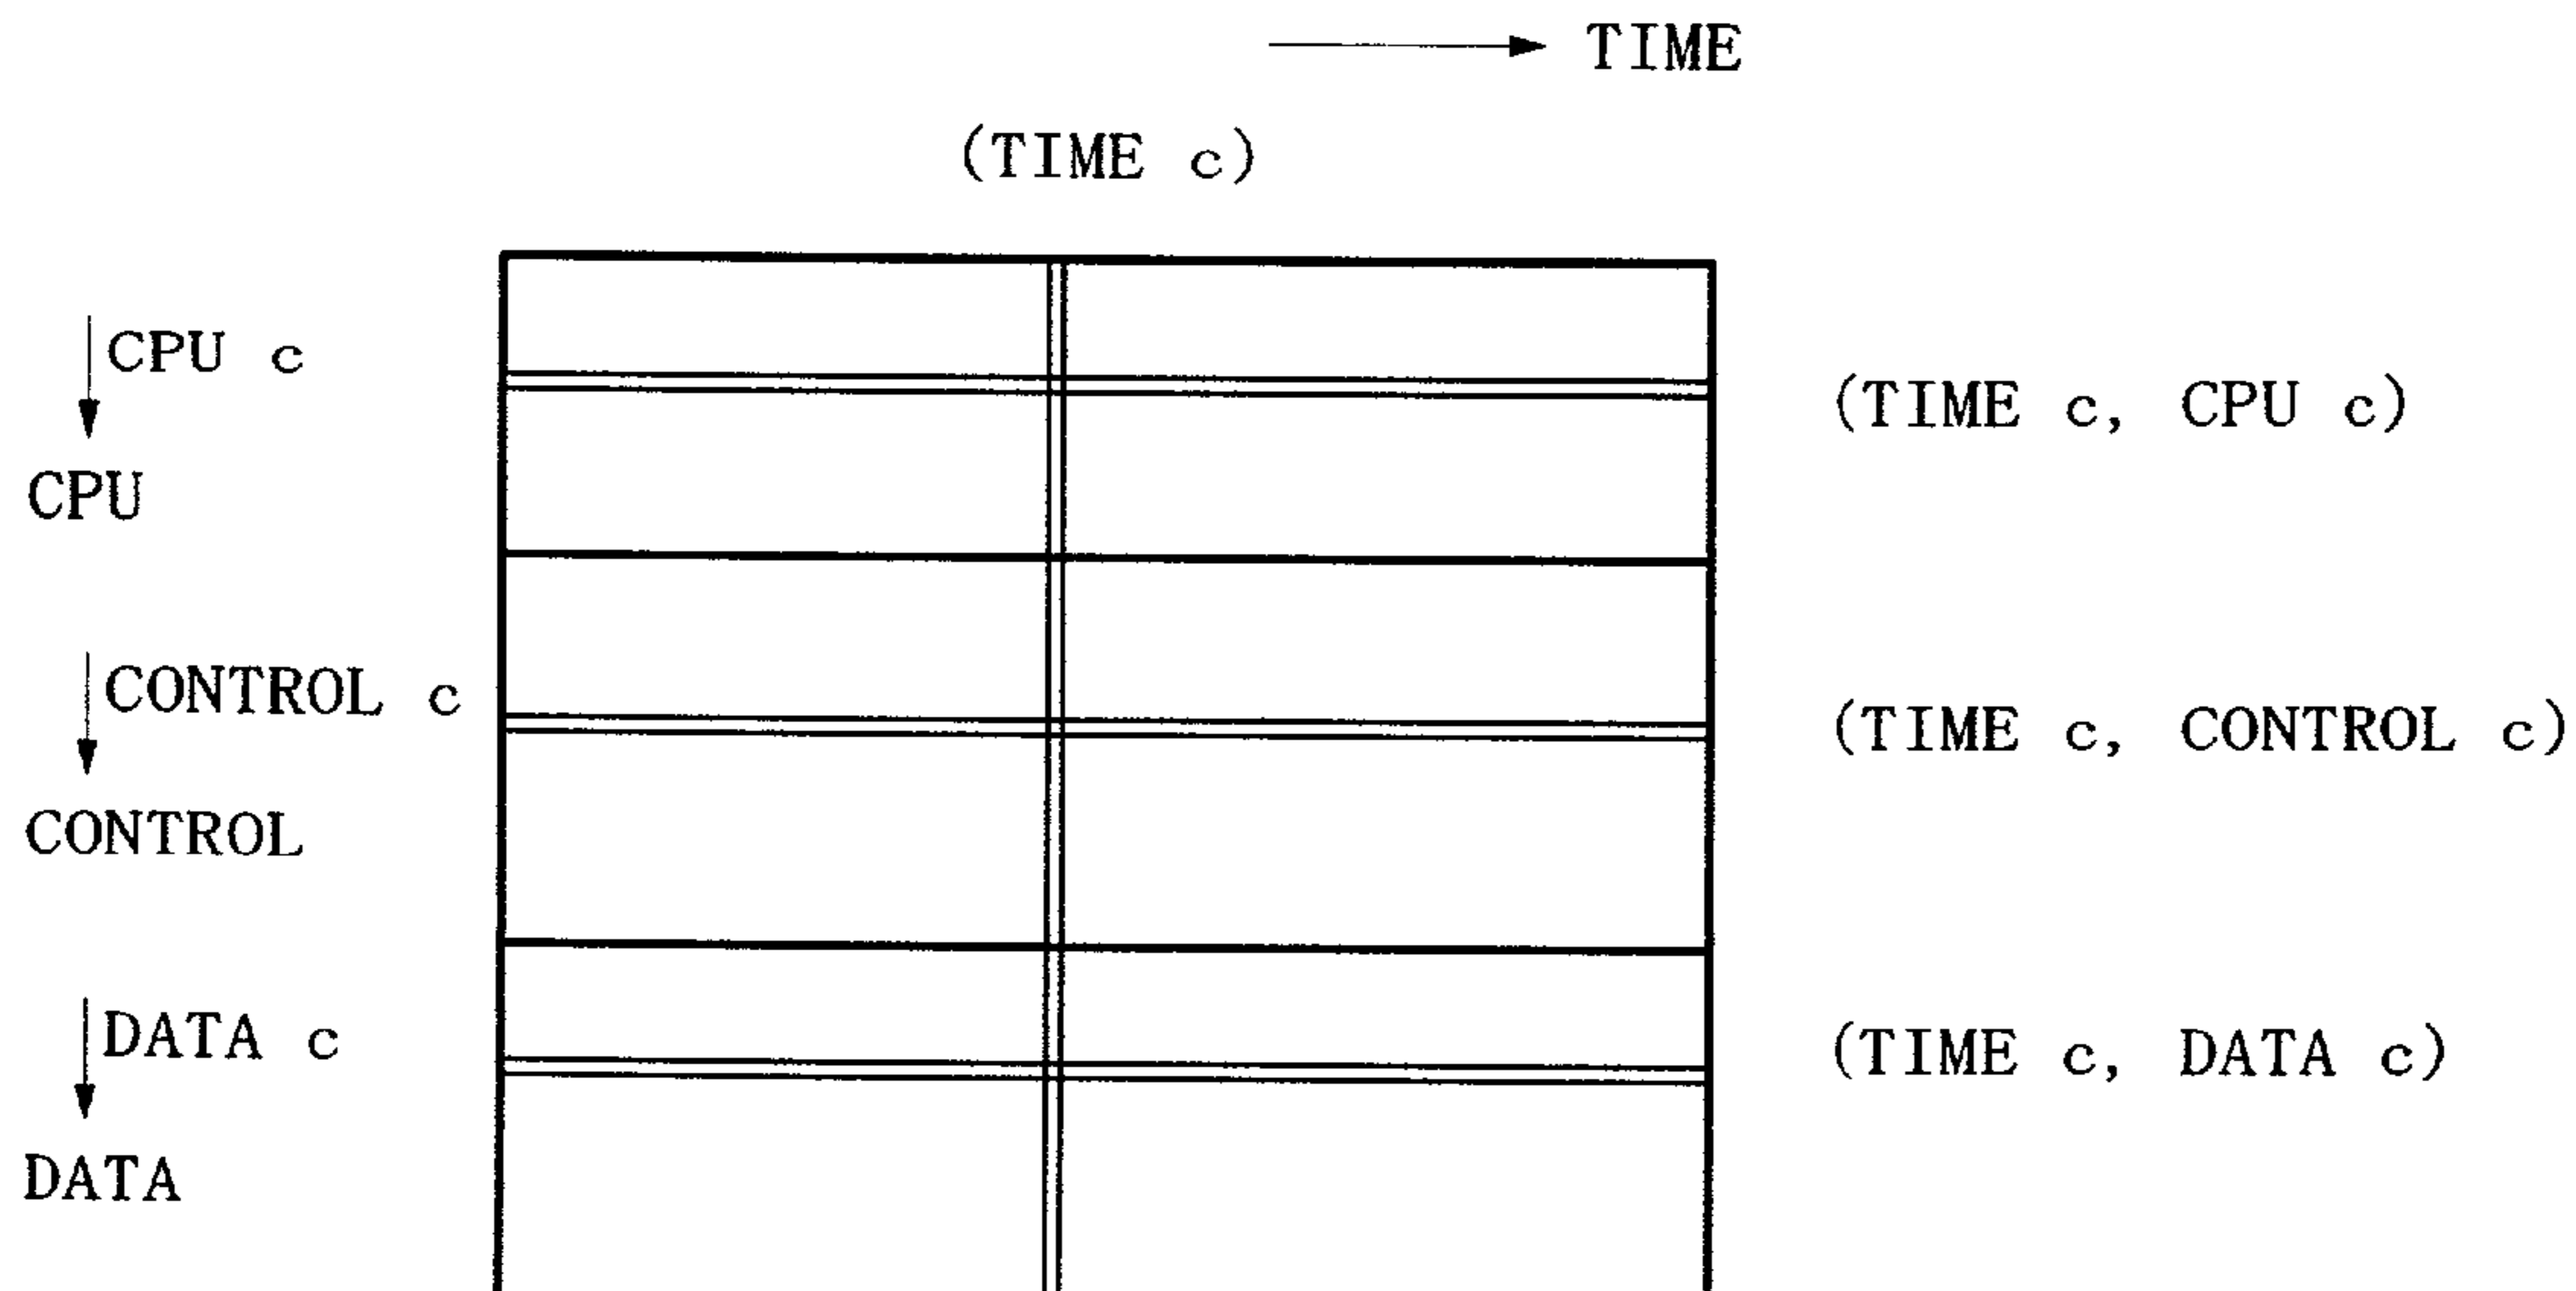 TIME
(TIME c)
CPU c
(TIME c, CPU c)
CPU
CONTROL c
(TIME c, CONTROL c)
CONTROL
DATA c
(TIME c, DATA c)
DATA